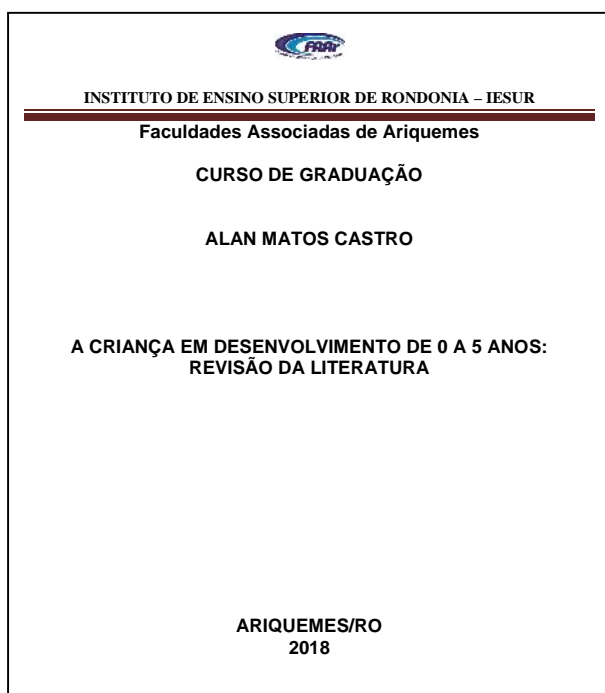 FAAr
INSTITUTO DE ENSINO SUPERIOR DE RONDONIA – IESUR
Faculdades Associadas de Ariquemes
CURSO DE GRADUAÇÃO
ALAN MATOS CASTRO
A CRIANÇA EM DESENVOLVIMENTO DE 0 A 5 ANOS:
REVISÃO DA LITERATURA
ARIQUEMES/RO
2018